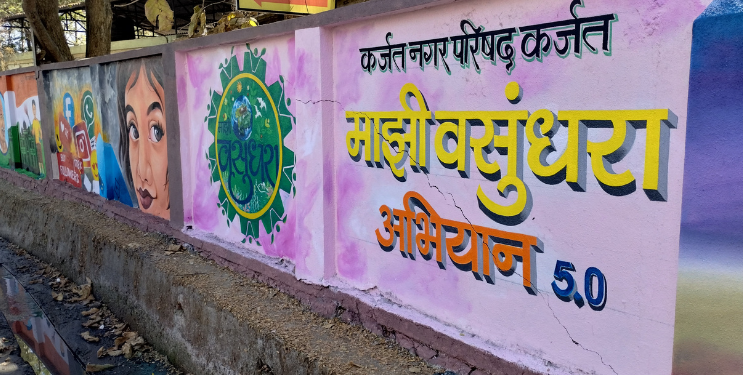 कर्जत नगर परिषद कर्जत
माझी वसुंधरा
अभियान 5.0
वसुंधरा